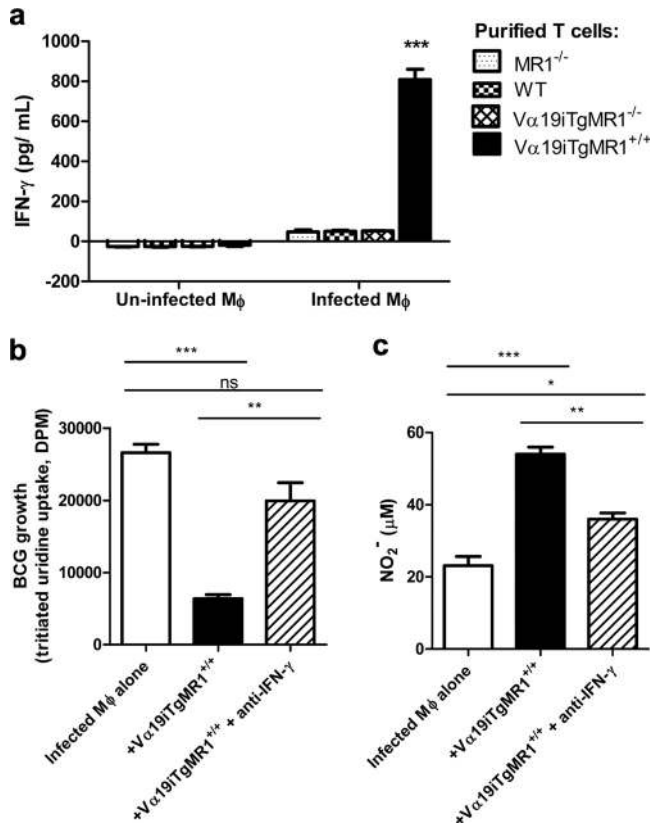 a
1000
800
600
400
200
0
-200
IFN-γ (pg/ mL)
***
Un-infected Mϕ
Infected Mϕ
Purified T cells:
MR1-/-
WT
Vα19iTgMR1-/-
Vα19iTgMR1+/+
b
***
ns
**
30000
20000
10000
0
BCG growth
(tritiated uridine uptake, DPM)
Infected Mϕ alone
+Vα19iTgMR1+/+
+Vα19iTgMR1+/+ + anti-IFN-γ
c
***
*
**
60
40
20
0
NO2- (μM)
Infected Mϕ alone
+Vα19iTgMR1+/+
+Vα19iTgMR1+/+ + anti-IFN-γ